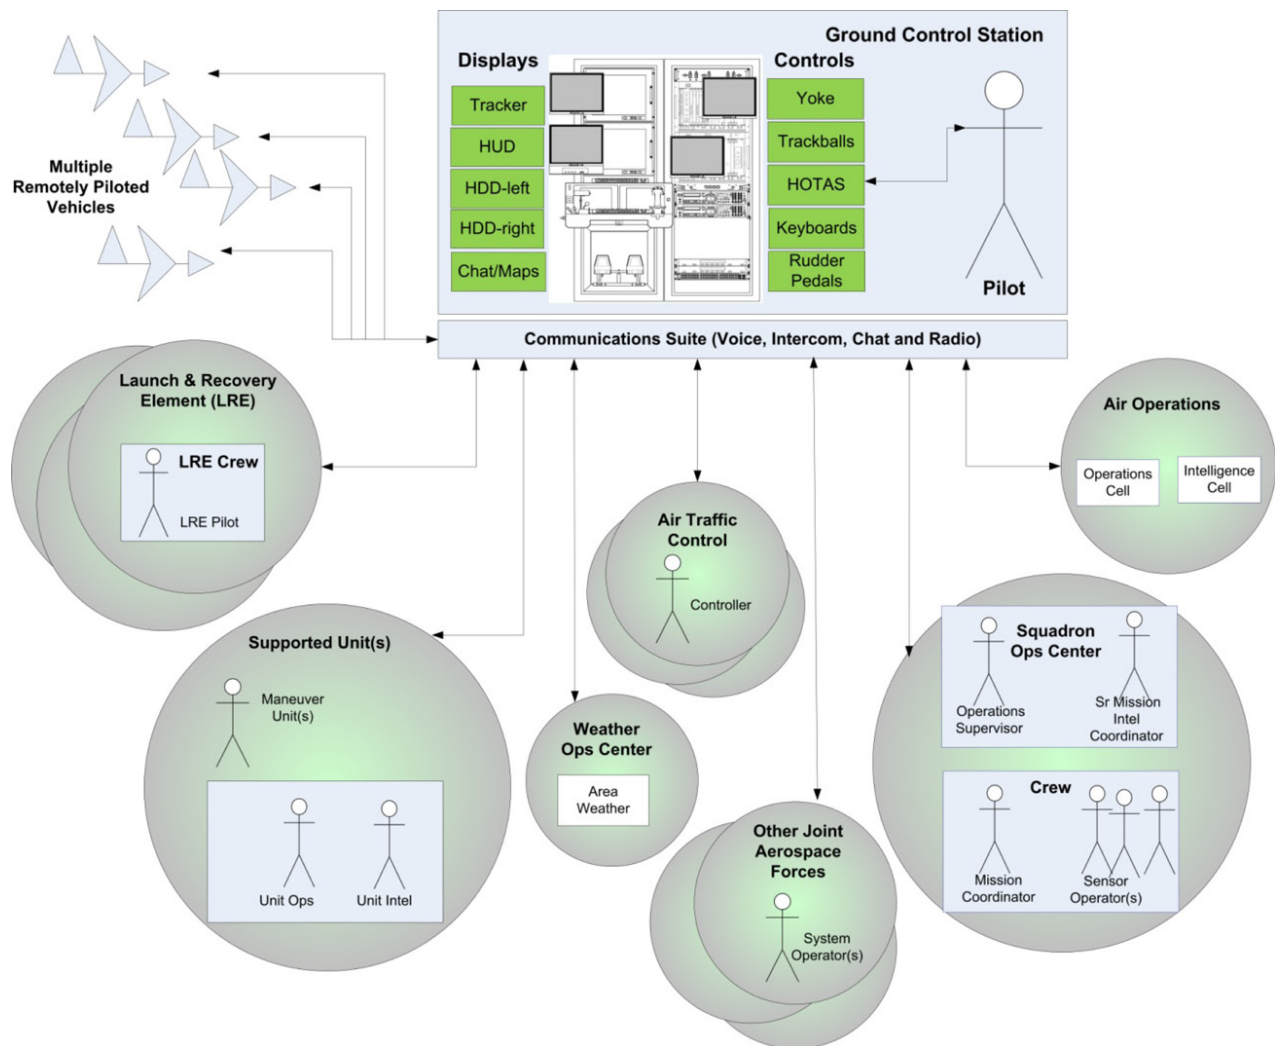 Ground Control Station
Displays
Controls
Tracker
HUD
HDD-left
HDD-right
Chat/Maps
Yoke
Trackballs
HOTAS
Keyboards
Rudder
Pedals
Pilot
Multiple
Remotely Piloted
Vehicles
Communications Suite (Voice, Intercom, Chat and Radio)
Launch & Recovery
Element (LRE)
LRE Crew
LRE Pilot
Air Operations
Operations
Cell
Intelligence
Cell
Air Traffic
Control
Controller
Supported Unit(s)
Maneuver
Unit(s)
Unit Ops
Unit Intel
Weather
Ops Center
Area
Weather
Squadron
Ops Center
Operations
Supervisor
Sr Mission
Intel
Coordinator
Crew
Mission
Coordinator
Sensor
Operator(s)
Other Joint
Aerospace
Forces
System
Operator(s)